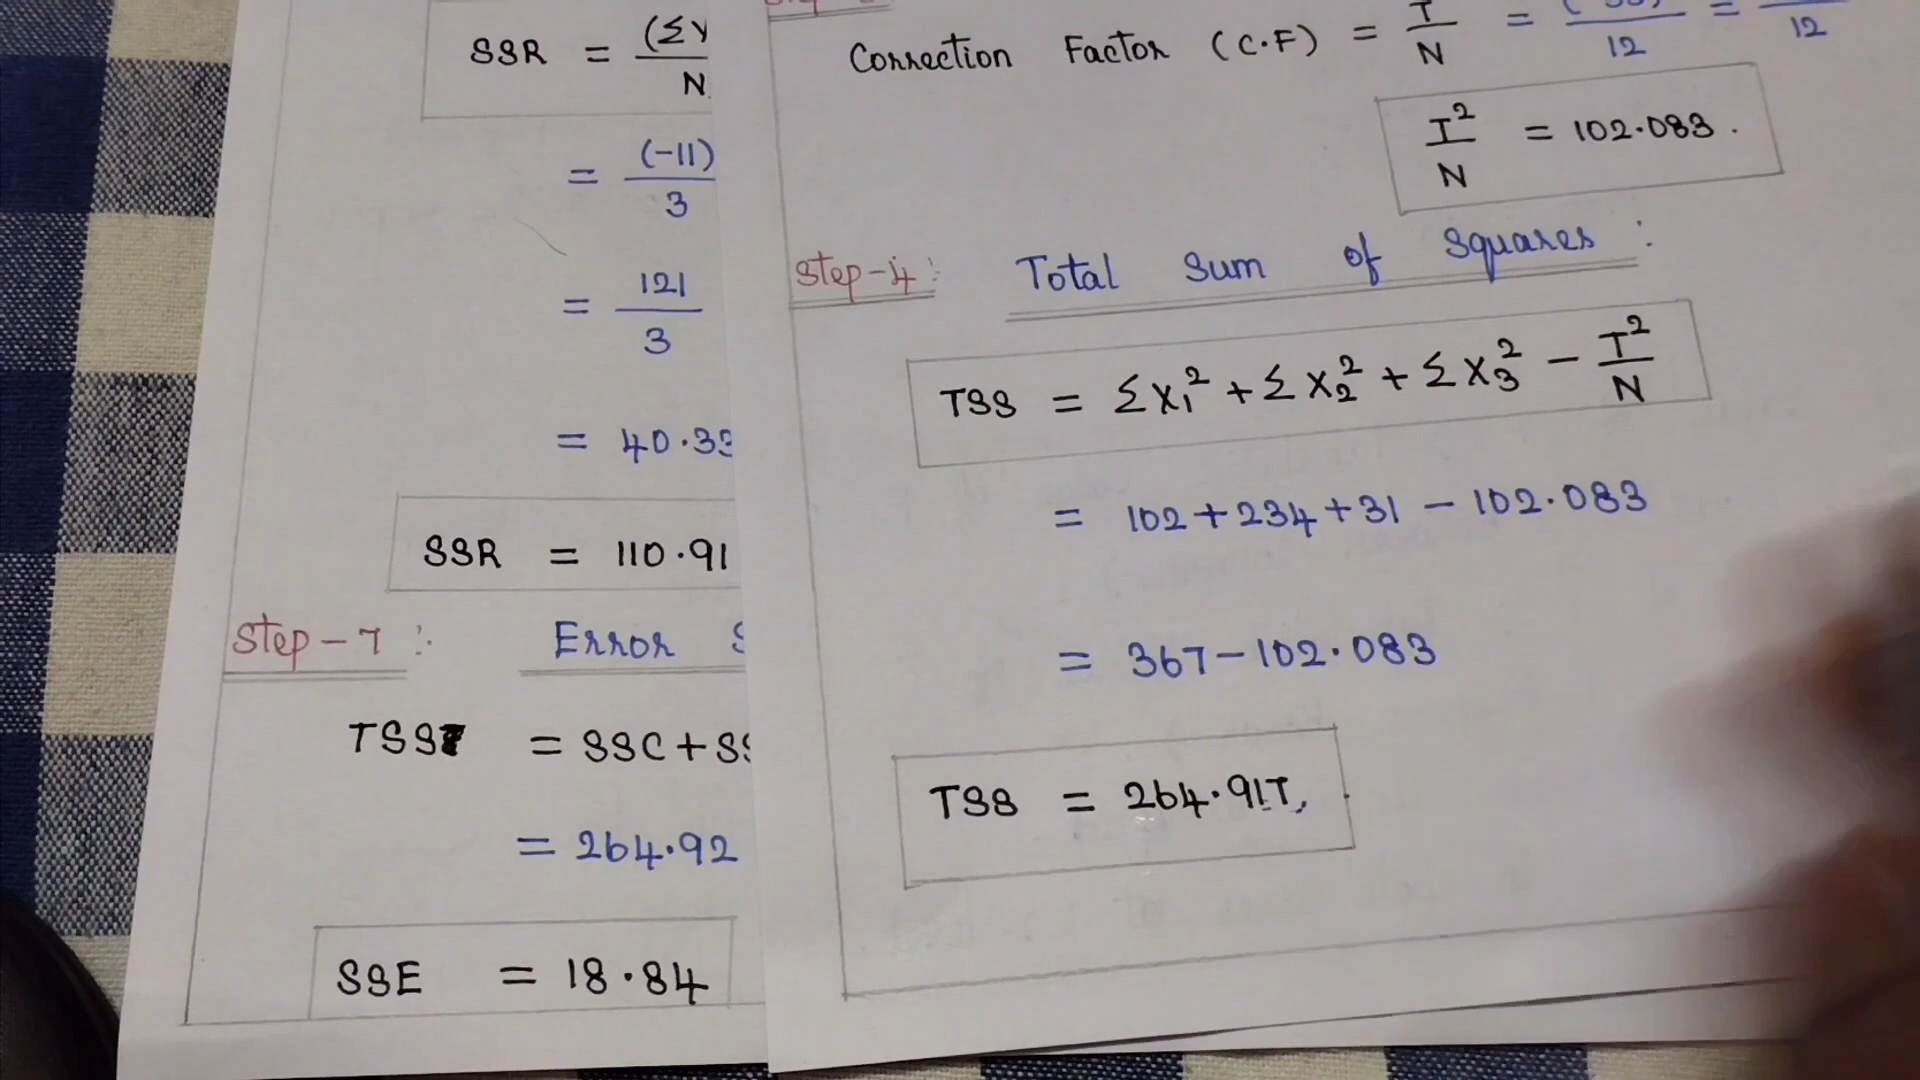 SSR = (ΣY
N
= (-11)
3
= 121
3
= 40.33
SSR = 110.91
Step-7 :
Error
TSS = SSC + SS
= 264.92
SSE = 18.84
Correction Factor (C.F) = T/N = /12 = /12
T²/N = 102.083.
Step-4: Total Sum of Squares :
TSS = ΣX₁² + ΣX₂² + ΣX₃² - T²/N
= 102+234+31 - 102.083
= 367-102.083
TSS = 264.917,